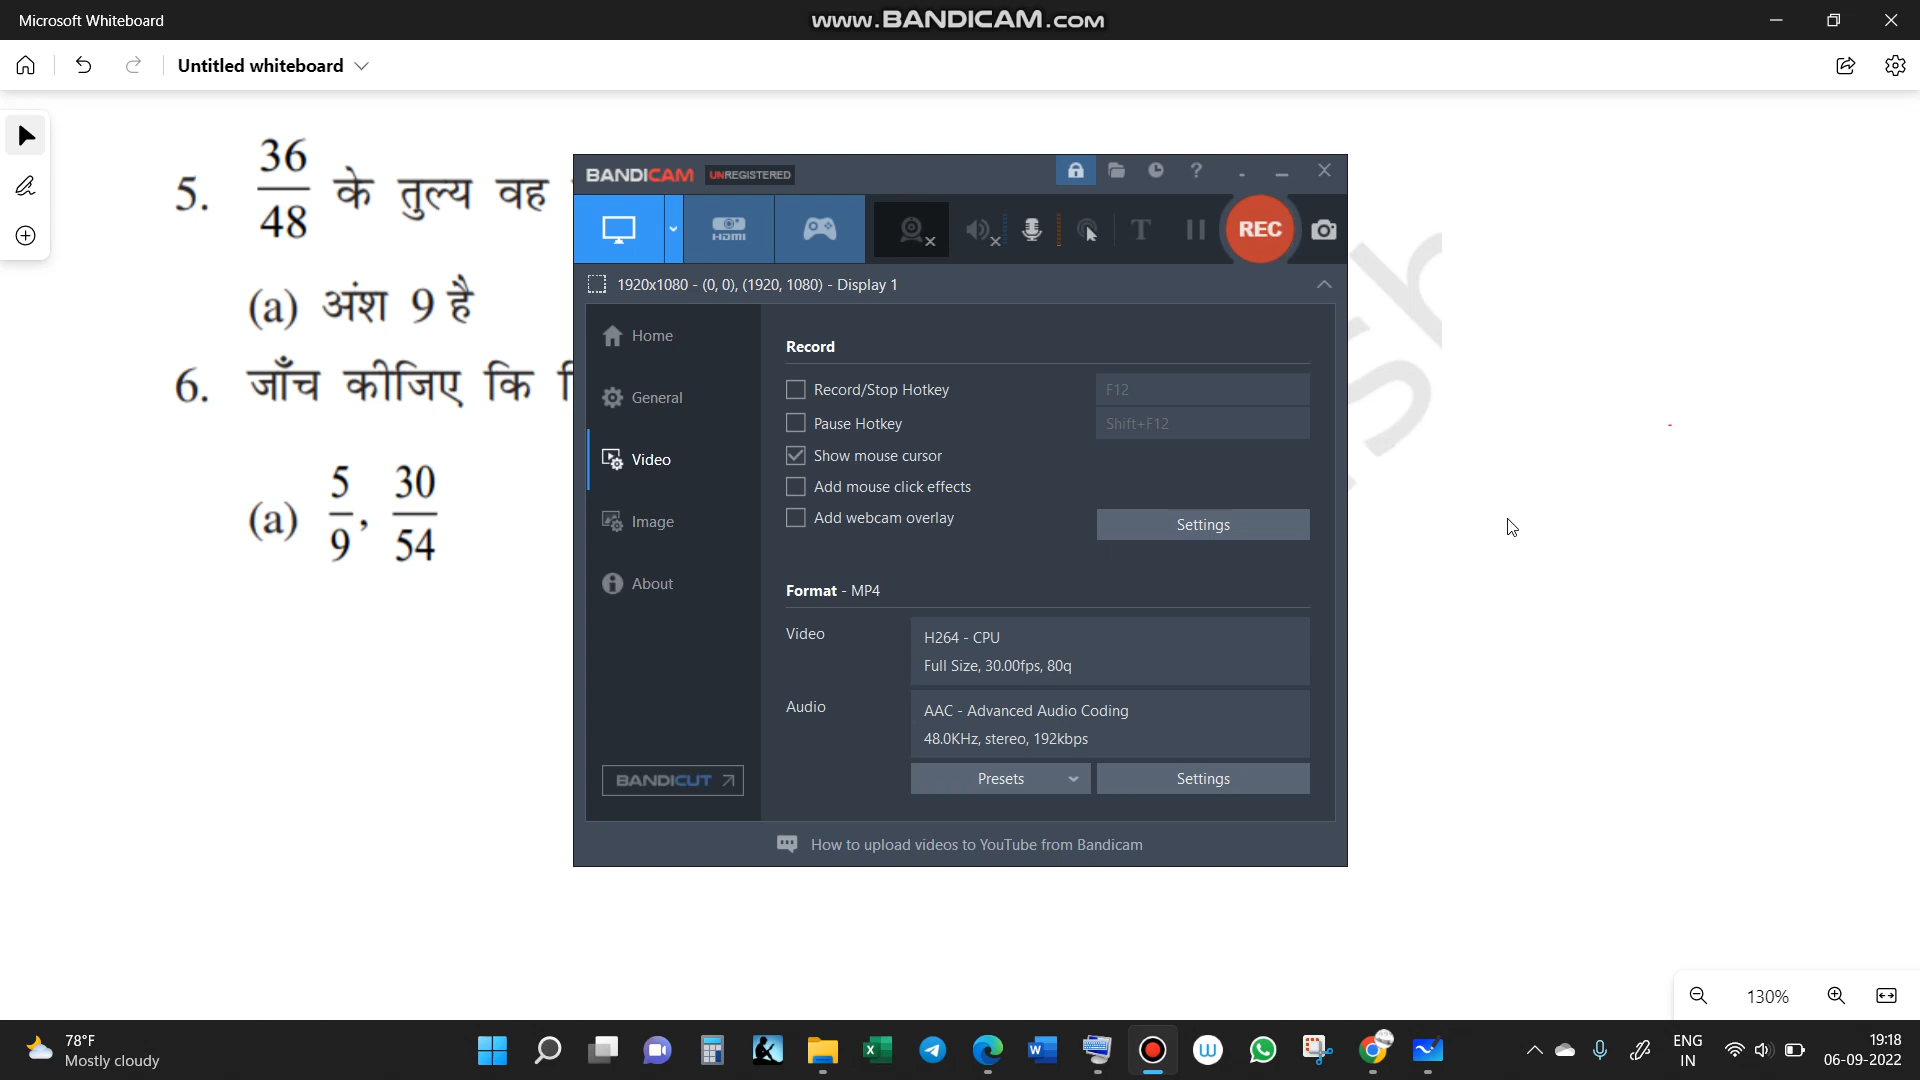 Microsoft Whiteboard
www.BANDICAM.com
Untitled whiteboard
5. 36/48 के तुल्य वह
(a) अंश 9 है
6. जाँच कीजिए कि
(a) 5/9, 30/54
BANDICAM UNREGISTERED
HDMI
T
REC
1920x1080 - (0, 0), (1920, 1080) - Display 1
Home
General
Video
Image
About
BANDICUT
Record
Record/Stop Hotkey F12
Pause Hotkey Shift+F12
Show mouse cursor
Add mouse click effects
Add webcam overlay
Settings
Format - MP4
Video
H264 - CPU
Full Size, 30.00fps, 80q
Audio
AAC - Advanced Audio Coding
48.0KHz, stereo, 192kbps
Presets Settings
How to upload videos to YouTube from Bandicam
130%
78°F
Mostly cloudy
ENG
IN
19:18
06-09-2022